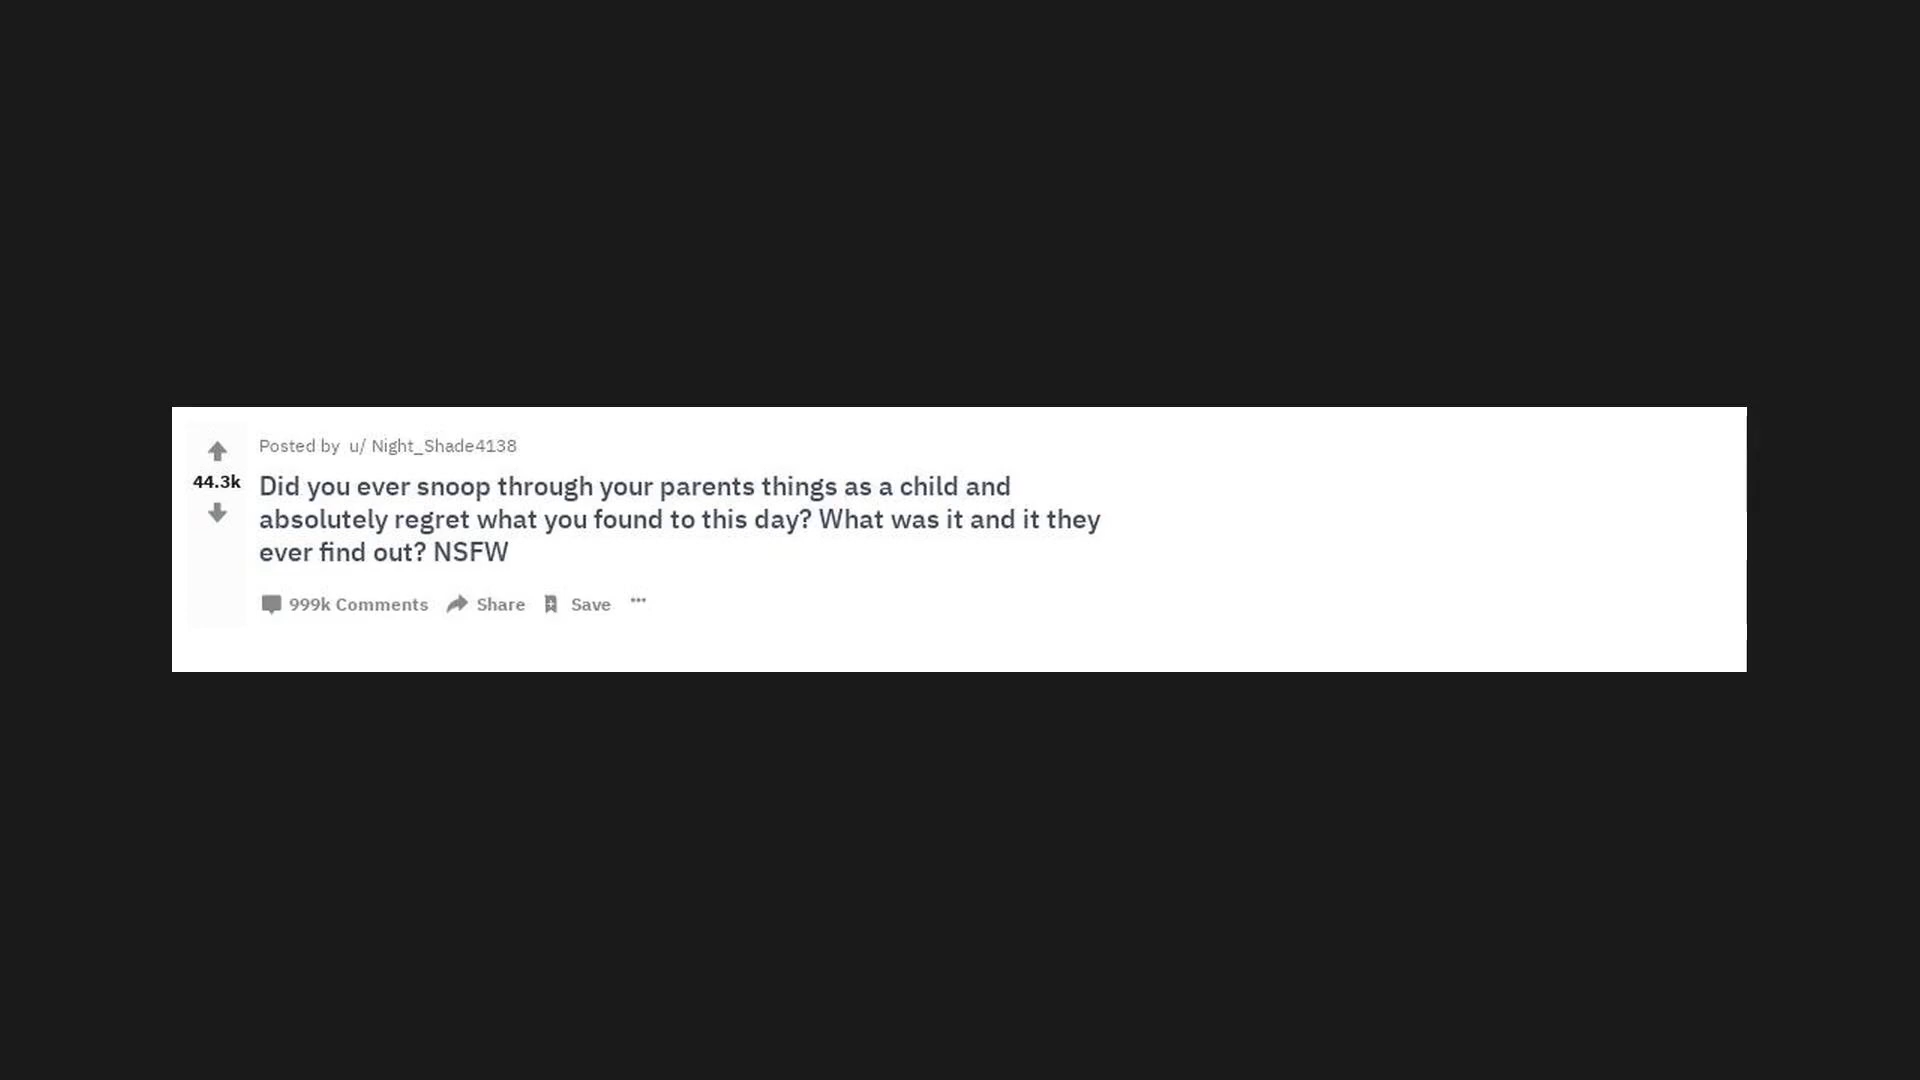 Posted by u/ Night_Shade4138
44.3k
Did you ever snoop through your parents things as a child and
absolutely regret what you found to this day? What was it and it they
ever find out? NSFW
999k Comments Share Save ...